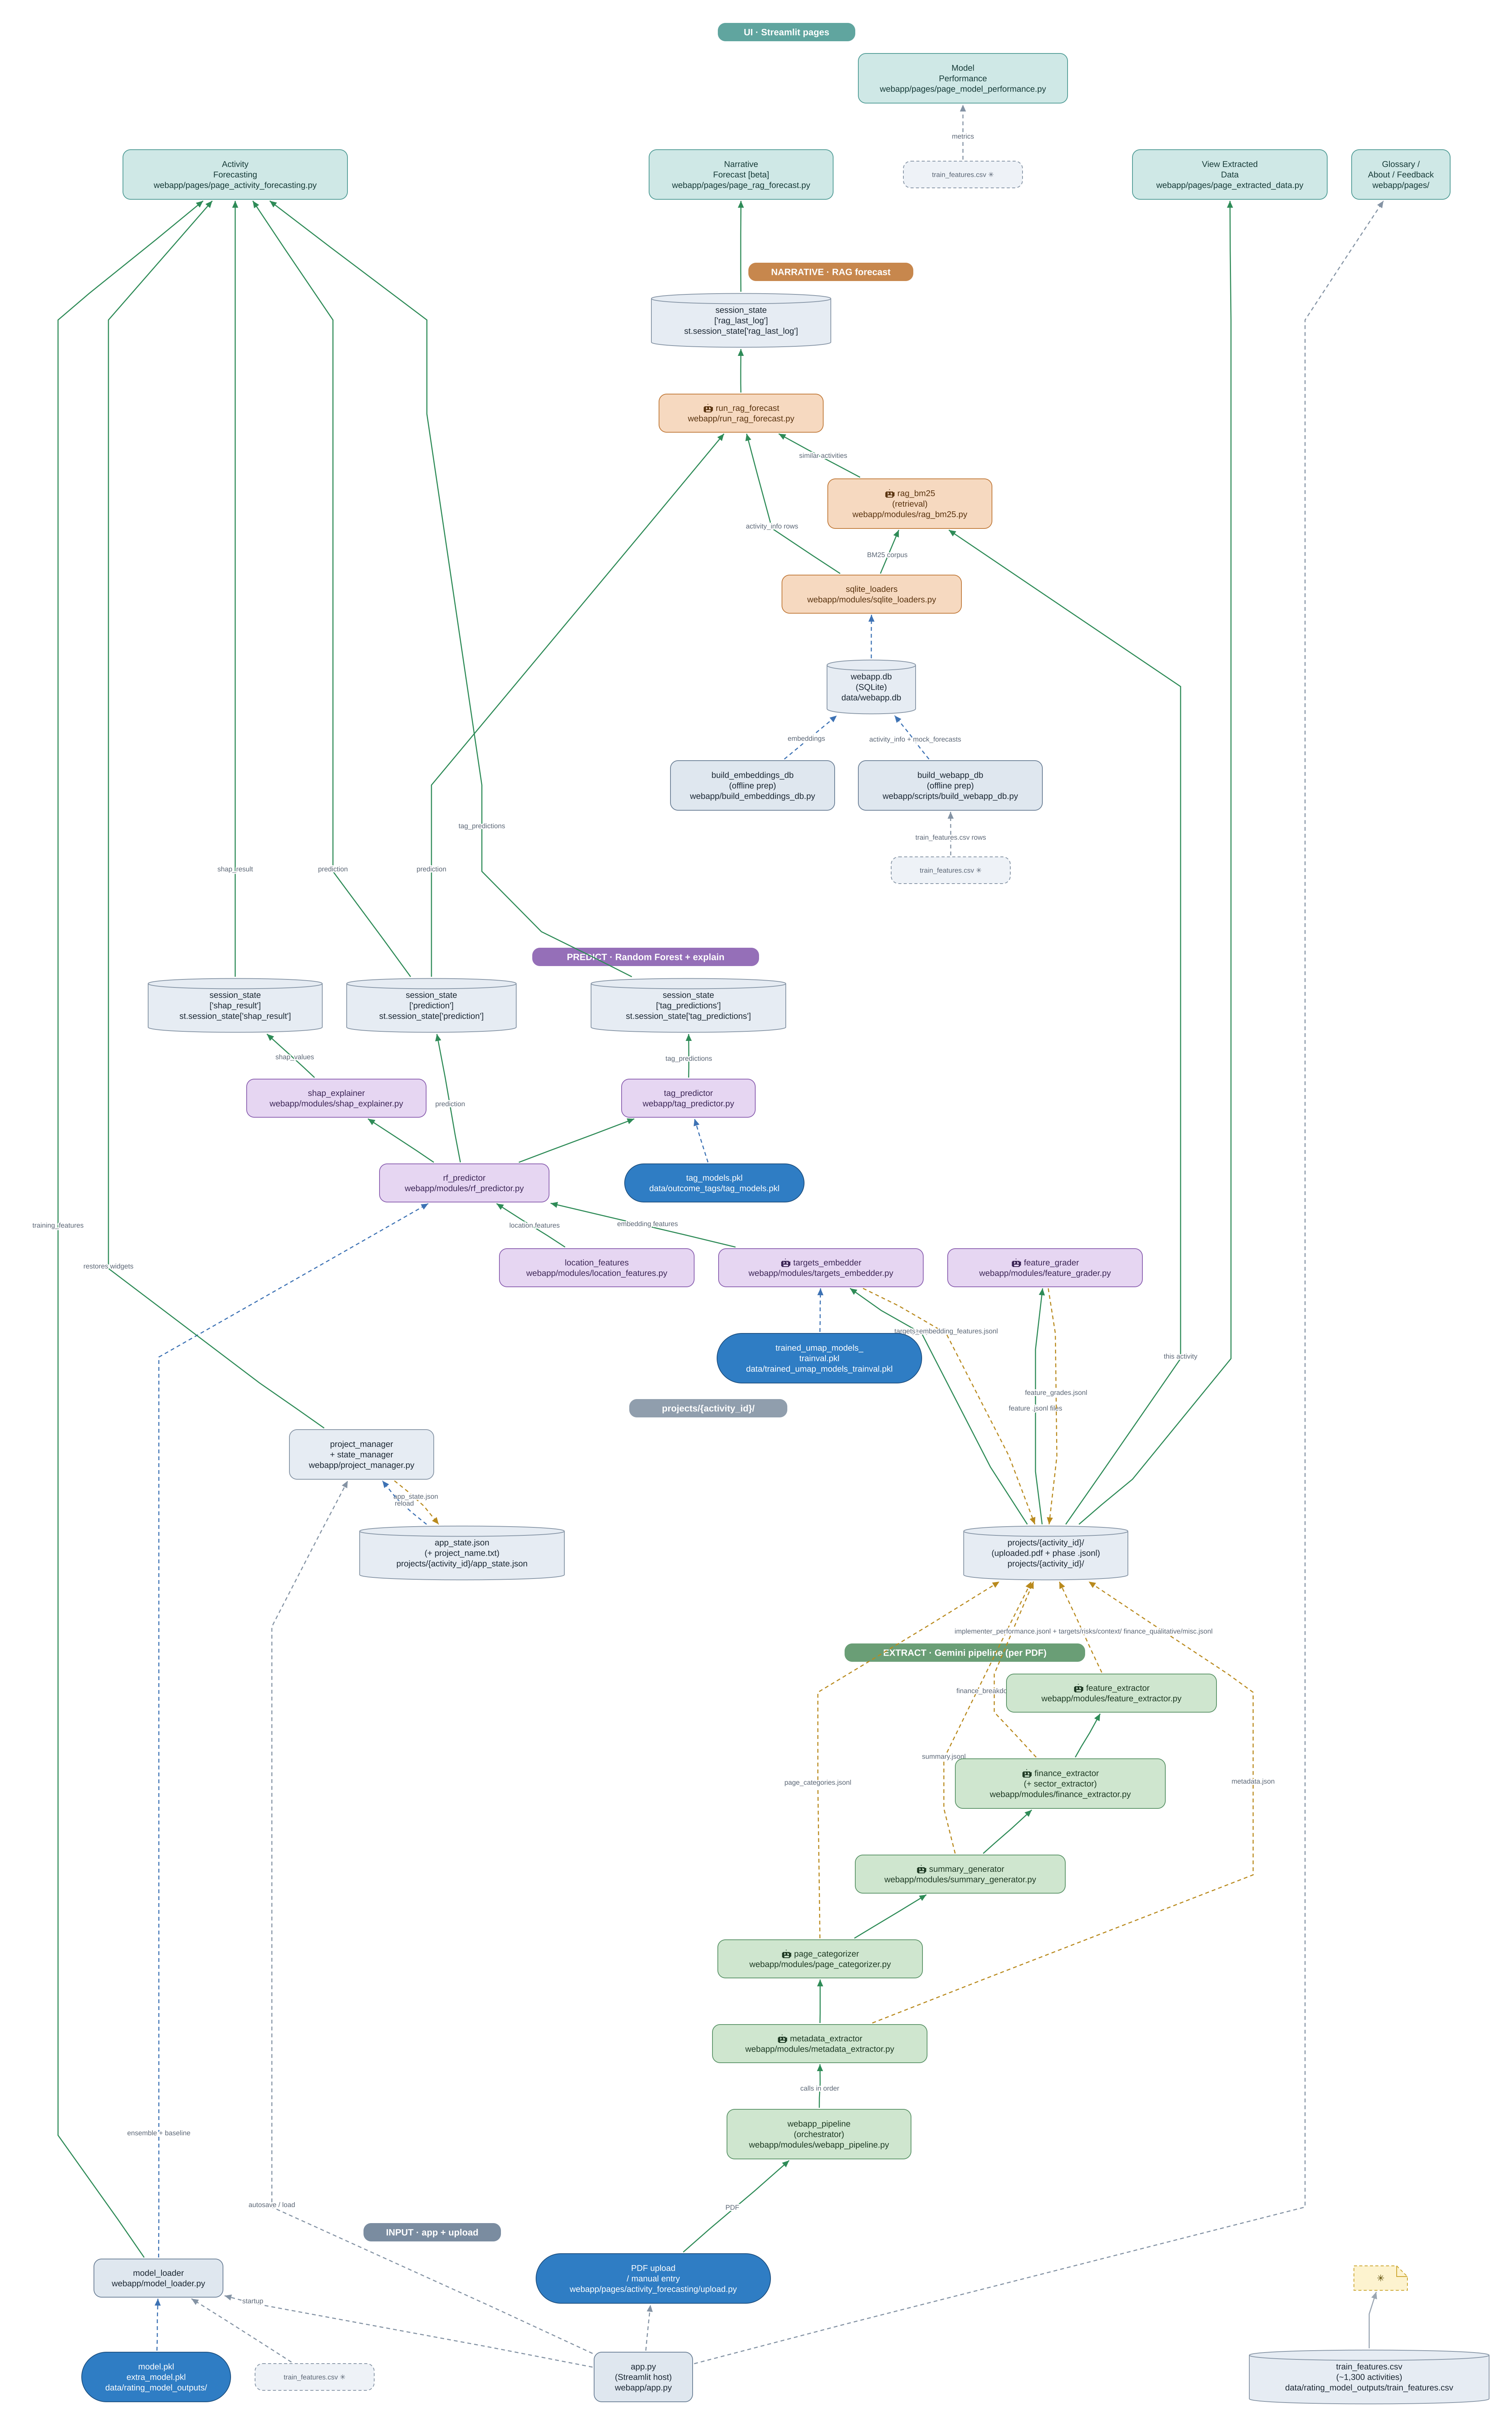 UI · Streamlit pages
Model
Performance
webapp/pages/page_model_performance.py
metrics
train_features.csv ✳
Activity
Forecasting
webapp/pages/page_activity_forecasting.py
Narrative
Forecast [beta]
webapp/pages/page_rag_forecast.py
View Extracted
Data
webapp/pages/page_extracted_data.py
Glossary /
About / Feedback
webapp/pages/
NARRATIVE · RAG forecast
session_state
['rag_last_log']
st.session_state['rag_last_log']
run_rag_forecast
webapp/run_rag_forecast.py
similar activities
rag_bm25
(retrieval)
webapp/modules/rag_bm25.py
activity_info rows
BM25 corpus
sqlite_loaders
webapp/modules/sqlite_loaders.py
webapp.db
(SQLite)
data/webapp.db
embeddings
activity_info + mock_forecasts
build_embeddings_db
(offline prep)
webapp/build_embeddings_db.py
build_webapp_db
(offline prep)
webapp/scripts/build_webapp_db.py
tag_predictions
train_features.csv rows
train_features.csv ✳
shap_result
prediction
prediction
PREDICT · Random Forest + explain
session_state
['shap_result']
st.session_state['shap_result']
session_state
['prediction']
st.session_state['prediction']
session_state
['tag_predictions']
st.session_state['tag_predictions']
shap_values
tag_predictions
shap_explainer
webapp/modules/shap_explainer.py
prediction
tag_predictor
webapp/tag_predictor.py
rf_predictor
webapp/modules/rf_predictor.py
tag_models.pkl
data/outcome_tags/tag_models.pkl
training_features
location features
embedding features
location_features
webapp/modules/location_features.py
targets_embedder
webapp/modules/targets_embedder.py
feature_grader
webapp/modules/feature_grader.py
restores widgets
targets_embedding_features.jsonl
trained_umap_models_
trainval.pkl
data/trained_umap_models_trainval.pkl
this activity
feature_grades.jsonl
feature .jsonl files
projects/{activity_id}/
project_manager
+ state_manager
webapp/project_manager.py
app_state.json
reload
app_state.json
(+ project_name.txt)
projects/{activity_id}/app_state.json
projects/{activity_id}/
(uploaded.pdf + phase .jsonl)
projects/{activity_id}/
implementer_performance.jsonl + targets/risks/context/ finance_qualitative/misc.jsonl
EXTRACT · Gemini pipeline (per PDF)
feature_extractor
webapp/modules/feature_extractor.py
summary.jsonl
finance_extractor
(+ sector_extractor)
webapp/modules/finance_extractor.py
page_categories.jsonl
metadata.json
summary_generator
webapp/modules/summary_generator.py
page_categorizer
webapp/modules/page_categorizer.py
metadata_extractor
webapp/modules/metadata_extractor.py
calls in order
webapp_pipeline
(orchestrator)
webapp/modules/webapp_pipeline.py
ensemble + baseline
autosave / load
PDF
INPUT · app + upload
model_loader
webapp/model_loader.py
PDF upload
/ manual entry
webapp/pages/activity_forecasting/upload.py
startup
✳
model.pkl
extra_model.pkl
data/rating_model_outputs/
train_features.csv ✳
app.py
(Streamlit host)
webapp/app.py
train_features.csv
(~1,300 activities)
data/rating_model_outputs/train_features.csv